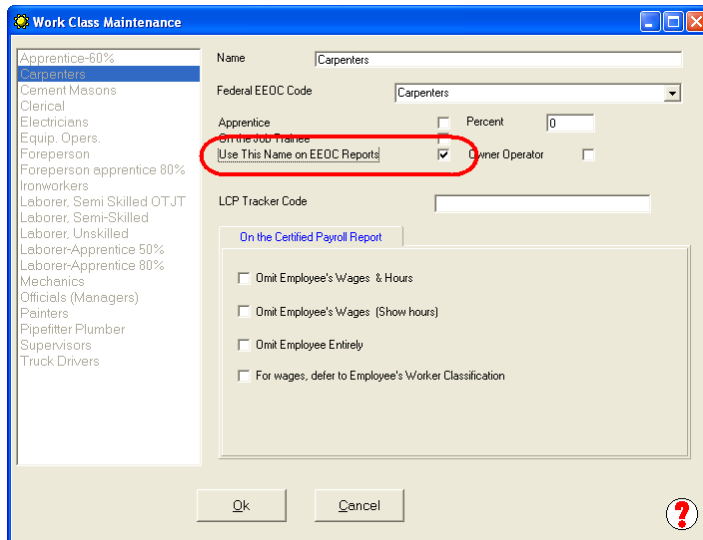 Work Class Maintenance
Apprentice-60%
Carpenters
Cement Masons
Clerical
Electricians
Equip. Opers.
Foreperson
Foreperson apprentice 80%
Ironworkers
Laborer, Semi Skilled OTJT
Laborer, Semi-Skilled
Laborer, Unskilled
Laborer-Apprentice 50%
Laborer-Apprentice 80%
Mechanics
Officials (Managers)
Painters
Pipefitter Plumber
Supervisors
Truck Drivers
Name Carpenters
Federal EEOC Code Carpenters
Apprentice Percent 0
On the Job Trainee
Use This Name on EEOC Reports Owner Operator
LCP Tracker Code
On the Certified Payroll Report
Omit Employee's Wages & Hours
Omit Employee's Wages (Show hours)
Omit Employee Entirely
For wages, defer to Employee's Worker Classification
Ok Cancel
?